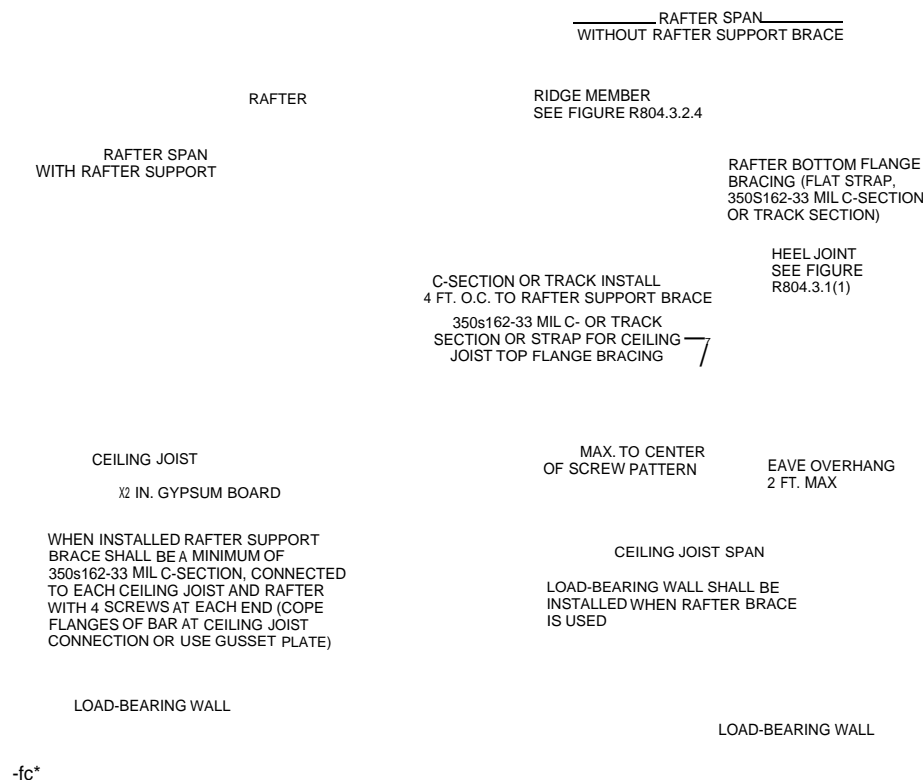 RAFTER SPAN
WITHOUT RAFTER SUPPORT BRACE
RAFTER
RIDGE MEMBER
SEE FIGURE R804.3.2.4
RAFTER SPAN
WITH RAFTER SUPPORT
RAFTER BOTTOM FLANGE
BRACING (FLAT STRAP,
350S162-33 MIL C-SECTION
OR TRACK SECTION)
HEEL JOINT
SEE FIGURE
R804.3.1(1)
C-SECTION OR TRACK INSTALL
4 FT. O.C. TO RAFTER SUPPORT BRACE
350s162-33 MIL C- OR TRACK
SECTION OR STRAP FOR CEILING
JOIST TOP FLANGE BRACING
CEILING JOIST
X2 IN. GYPSUM BOARD
MAX. TO CENTER
OF SCREW PATTERN
EAVE OVERHANG
2 FT. MAX
WHEN INSTALLED RAFTER SUPPORT
BRACE SHALL BE A MINIMUM OF
350s162-33 MIL C-SECTION, CONNECTED
TO EACH CEILING JOIST AND RAFTER
WITH 4 SCREWS AT EACH END (COPE
FLANGES OF BAR AT CEILING JOIST
CONNECTION OR USE GUSSET PLATE)
CEILING JOIST SPAN
LOAD-BEARING WALL SHALL BE
INSTALLED WHEN RAFTER BRACE
IS USED
LOAD-BEARING WALL
LOAD-BEARING WALL
-fc*